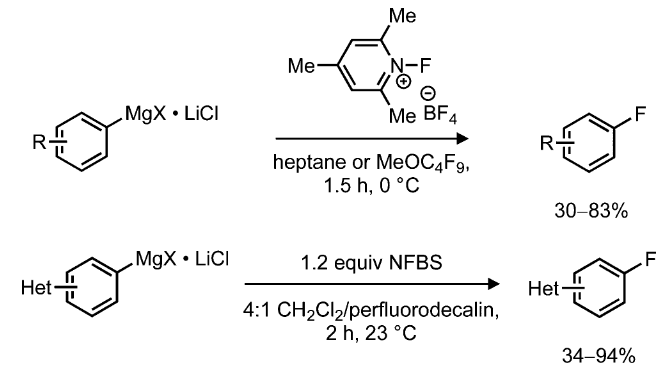 Me
Me
N
F
⊕
⊖
Me
BF4
MgX • LiCl
R
heptane or MeOC4F9,
1.5 h, 0 °C
F
R
30–83%
MgX • LiCl
Het
1.2 equiv NFBS
4:1 CH2Cl2/perfluorodecalin,
2 h, 23 °C
F
Het
34–94%